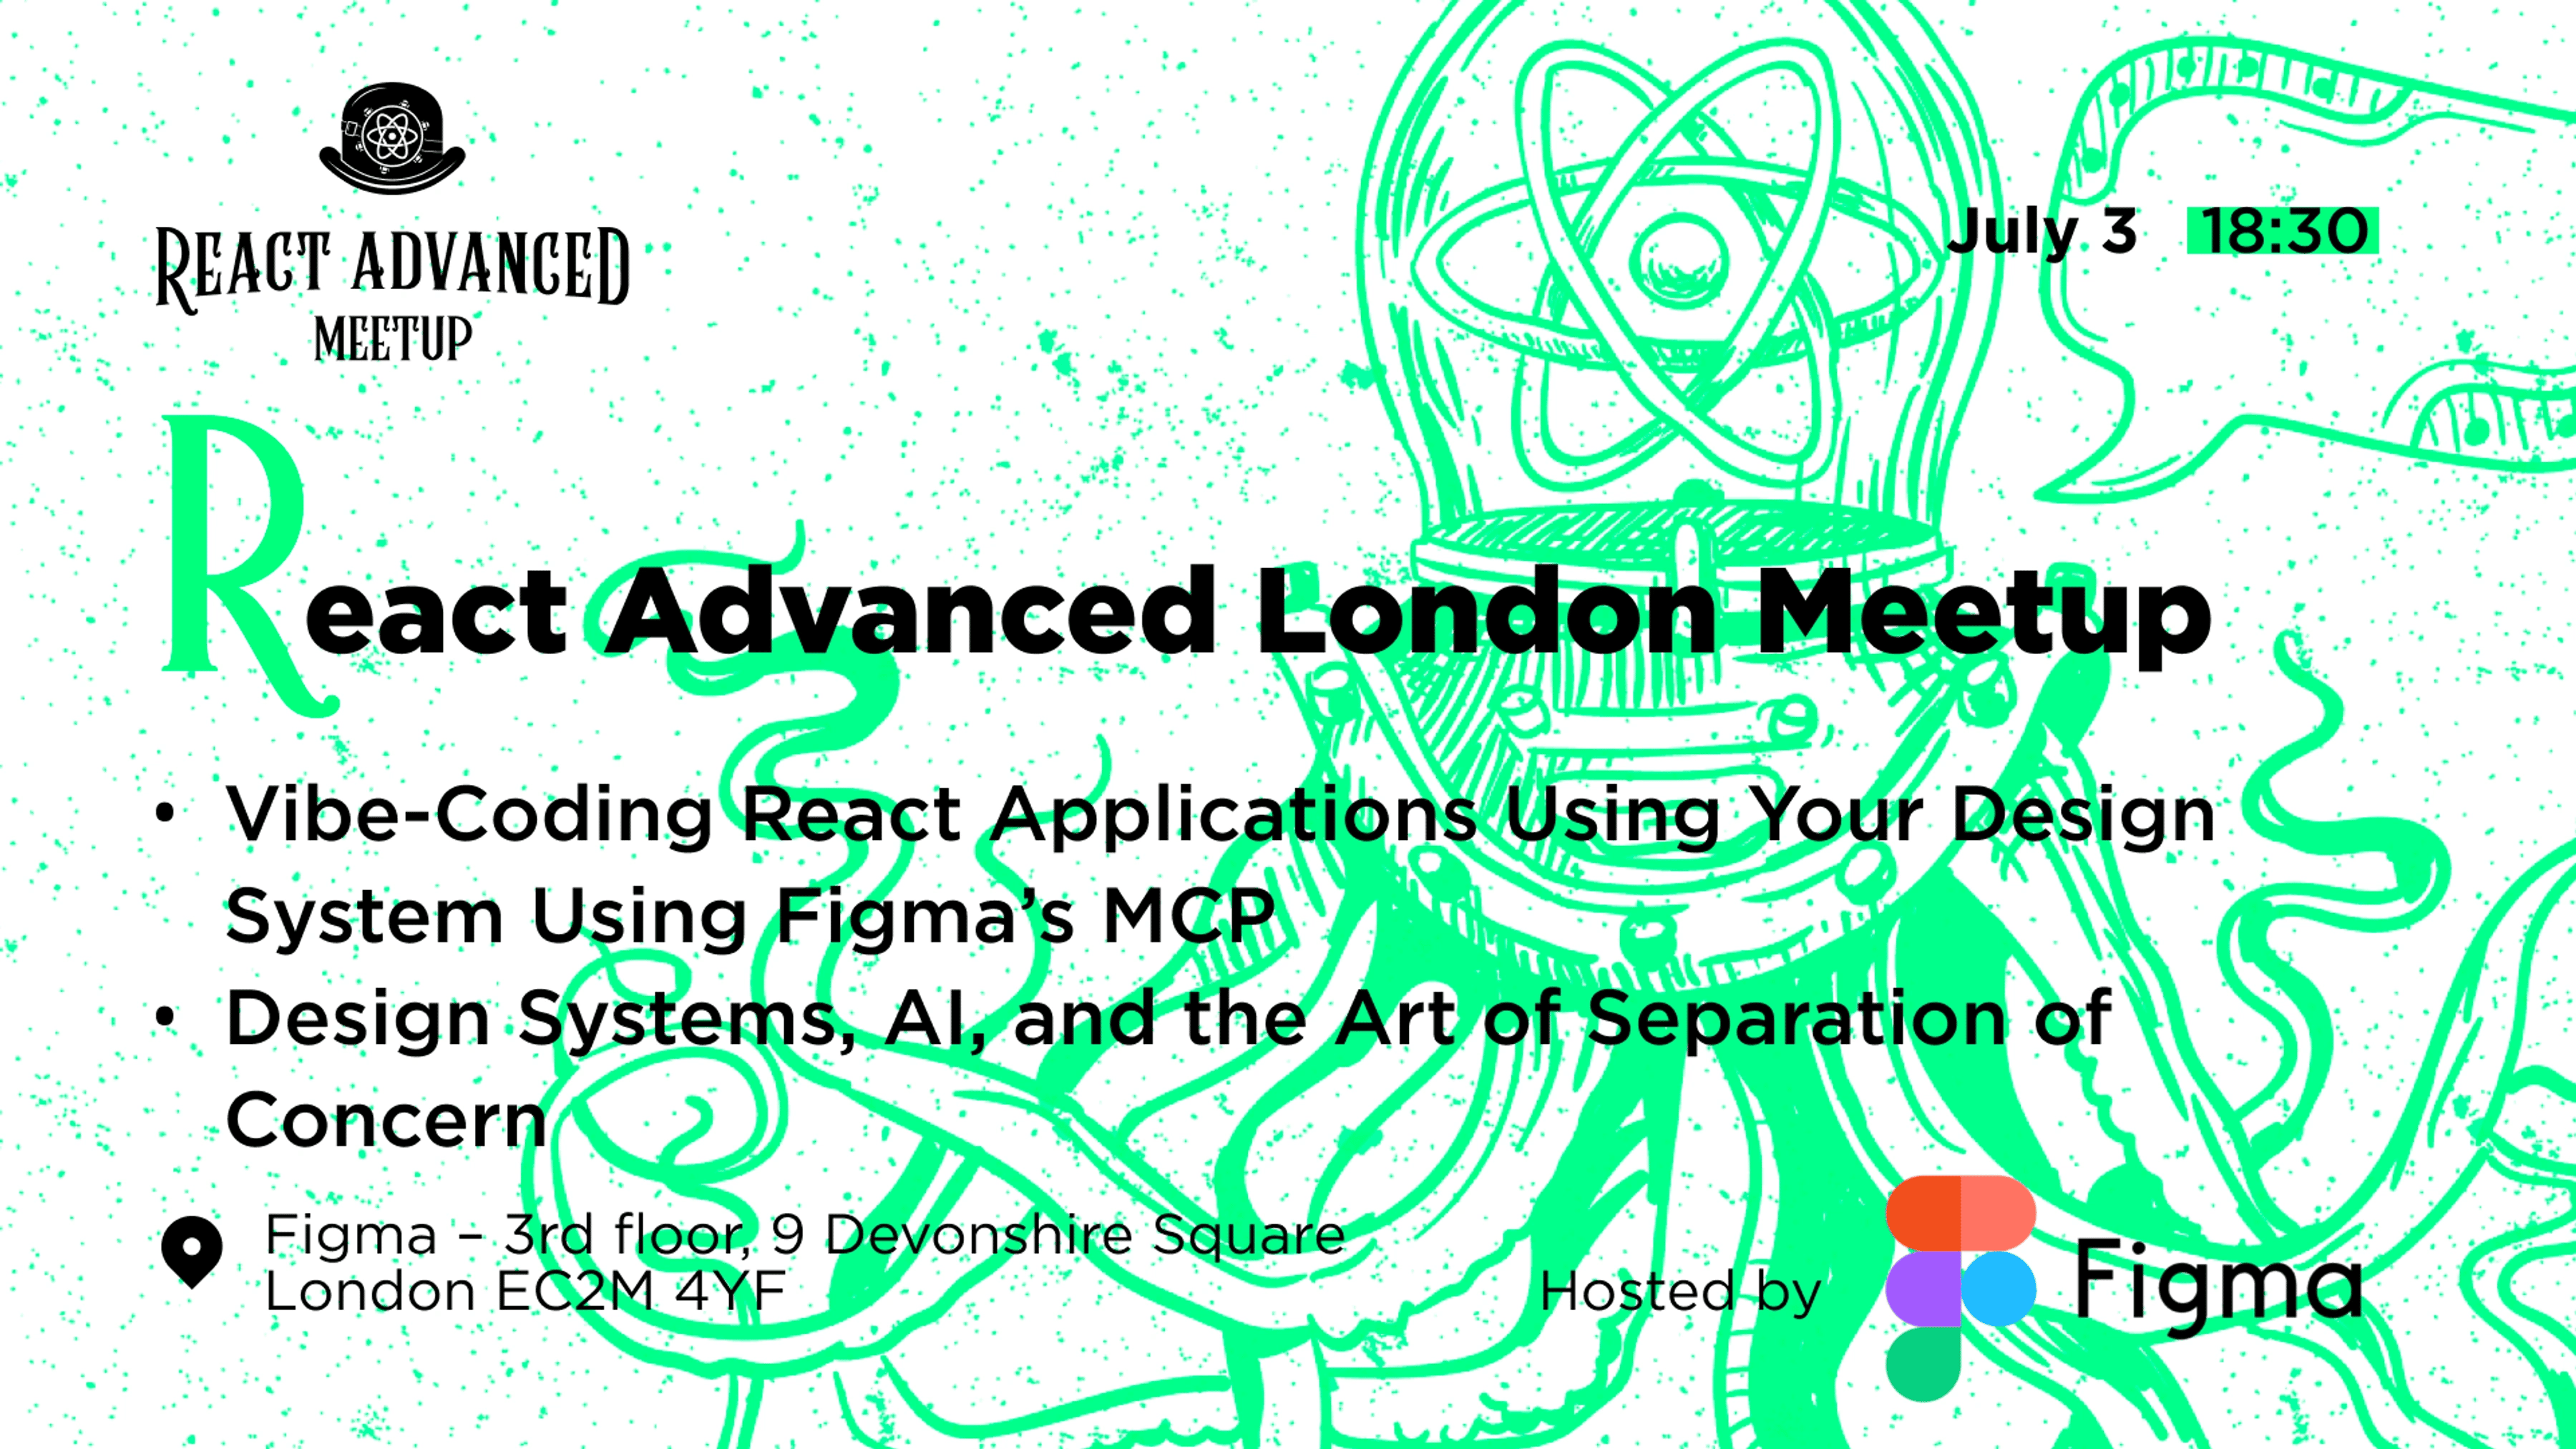 REACT ADVANCED
MEETUP
July 3 18:30
React Advanced London Meetup
• Vibe-Coding React Applications Using Your Design
System Using Figma’s MCP
• Design Systems, AI, and the Art of Separation of
Concern
Figma – 3rd floor, 9 Devonshire Square
London EC2M 4YF
Hosted by Figma